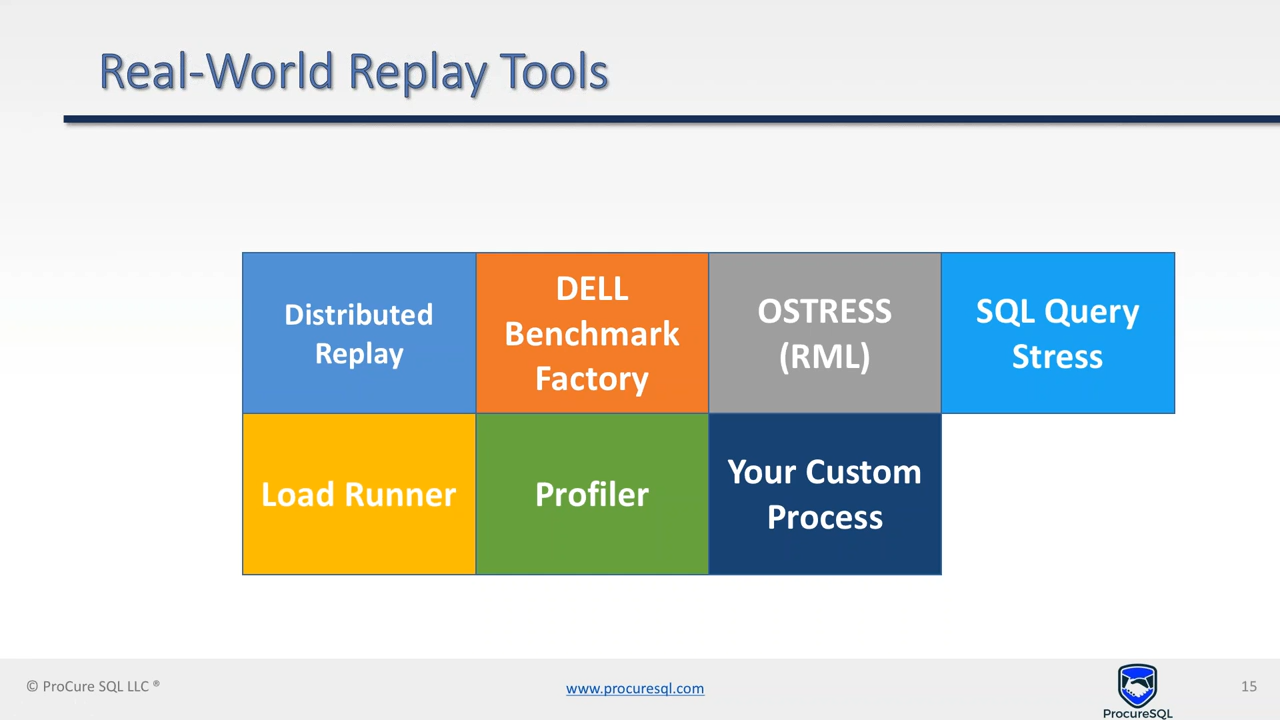 Real-World Replay Tools
Distributed
Replay
DELL
Benchmark
Factory
OSTRESS
(RML)
SQL Query
Stress
Load Runner
Profiler
Your Custom
Process
© ProCure SQL LLC ®
www.procuresql.com
ProcureSQL
15